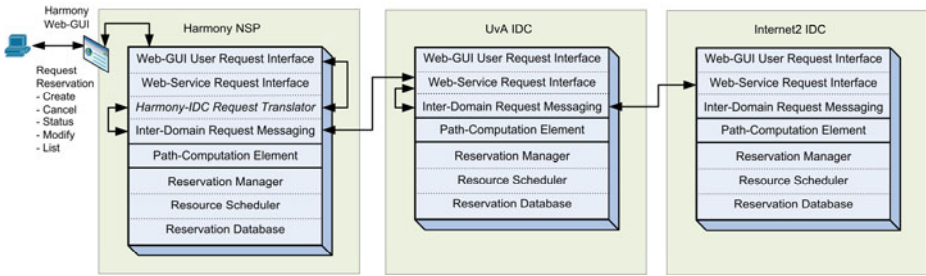 Harmony
Web-GUI
Request
Reservation
- Create
- Cancel
- Status
- Modify
- List
Harmony NSP
Web-GUI User Request Interface
Web-Service Request Interface
Harmony-IDC Request Translator
Inter-Domain Request Messaging
Path-Computation Element
Reservation Manager
Resource Scheduler
Reservation Database
UvA IDC
Web-GUI User Request Interface
Web-Service Request Interface
Inter-Domain Request Messaging
Path-Computation Element
Reservation Manager
Resource Scheduler
Reservation Database
Internet2 IDC
Web-GUI User Request Interface
Web-Service Request Interface
Inter-Domain Request Messaging
Path-Computation Element
Reservation Manager
Resource Scheduler
Reservation Database